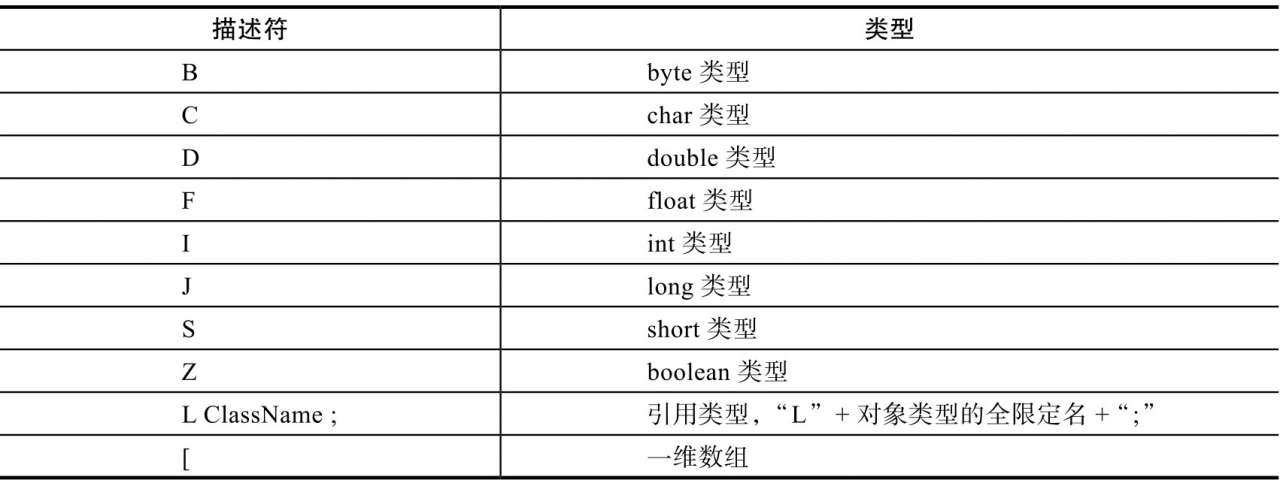 描述符 类型
B byte 类型
C char 类型
D double 类型
F float 类型
I int 类型
J long 类型
S short 类型
Z boolean 类型
L ClassName ; 引用类型，“L”+ 对象类型的全限定名 +“;”
[ 一维数组